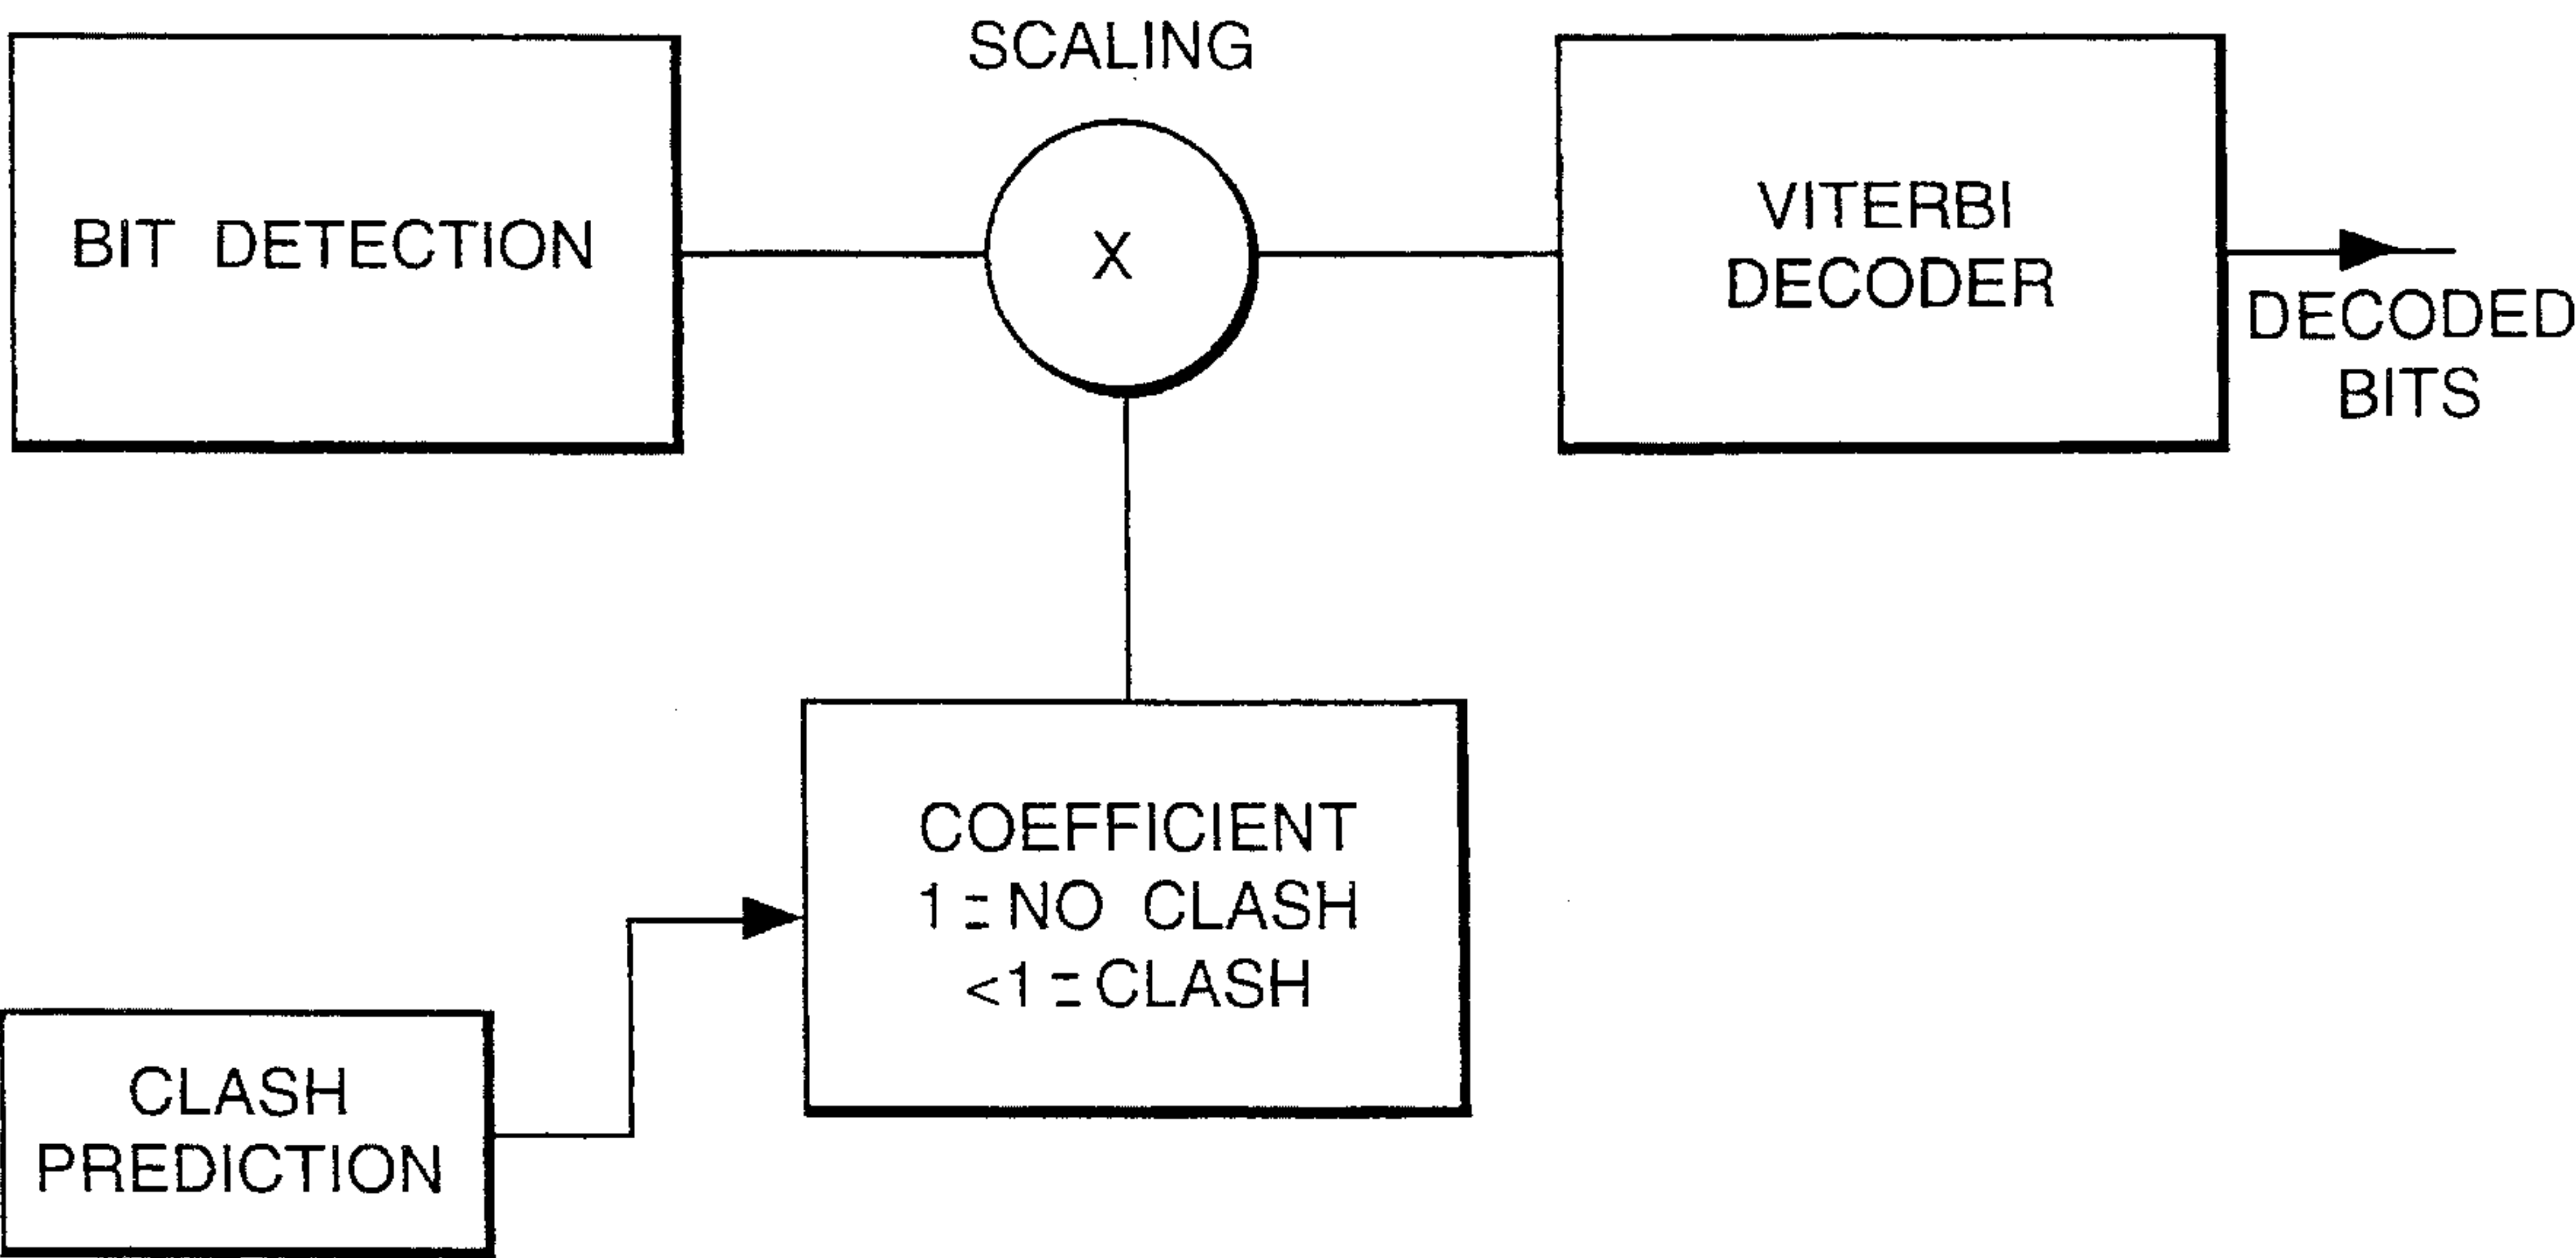 SCALING
BIT DETECTION
X
VITERBI
DECODER
DECODED
BITS
COEFFICIENT
1 ≡ NO CLASH
<1 ≡ CLASH
CLASH
PREDICTION